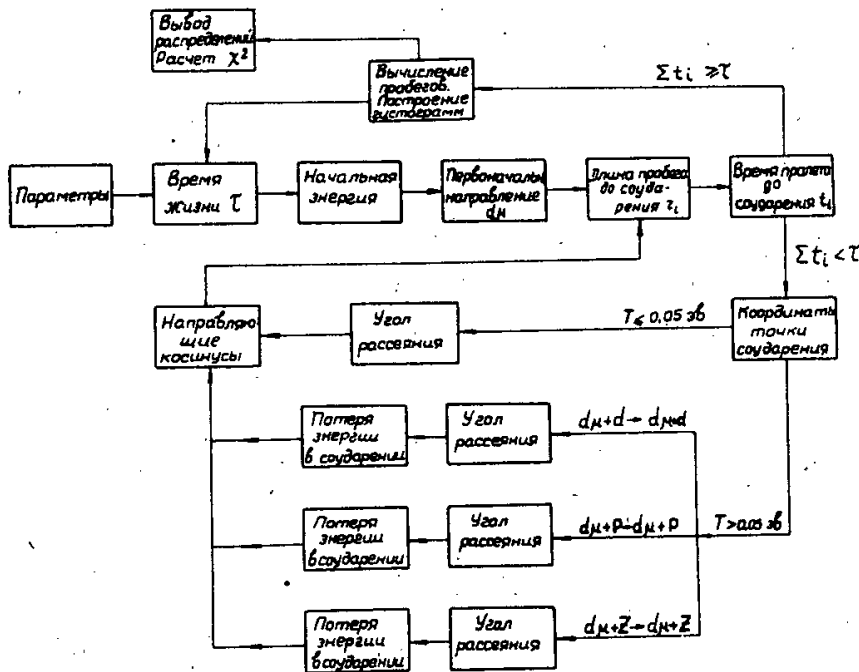 Вывод
распределений
Расчет χ²
Вычисление
пробегов.
Построение
гистограмм
Σ tᵢ ⩾ τ
Параметры
Время
жизни τ
Начальная
энергия
Первоначальн
направление
dμ
Длина пробега
до соуда-
рения τᵢ
Время пролета
до
соударения tᵢ
Σ tᵢ < τ
Направляю-
щие
косинусы
Угол
рассеяния
T ⩽ 0,05 эв
Координаты
точки
соударения
Потеря
энергии
в соударении
Угол
рассеяния
dμ+d → dμ+d
Потеря
энергии
в соударении
Угол
рассеяния
dμ+p → dμ+p
T > 0,05 эв
Потеря
энергии
в соударении
Угол
рассеяния
dμ+Z → dμ+Z